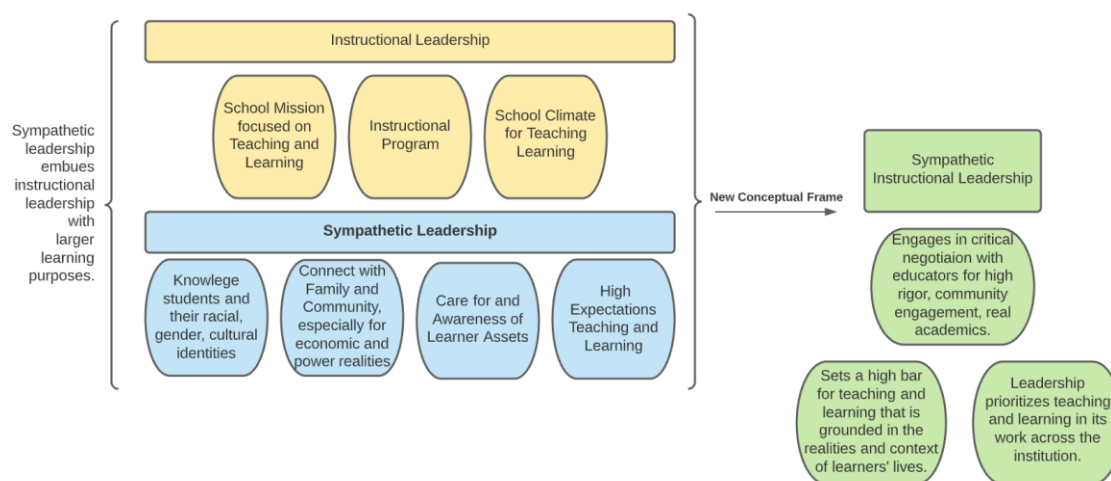 Sympathetic
leadership
embues
instructional
leadership
with
larger
learning
purposes.
Instructional Leadership
School Mission
focused on
Teaching and
Learning
Instructional
Program
School Climate
for Teaching
Learning
Sympathetic Leadership
Knowlege
students and
their racial,
gender, cultural
identities
Connect with
Family and
Community,
especially for
economic and
power realities
Care for and
Awareness of
Learner Assets
High
Expectations
Teaching and
Learning
New Conceptual Frame
Sympathetic
Instructional Leadership
Engages in critical
negotiaion with
educators for high
rigor, community
engagement, real
academics.
Sets a high bar
for teaching and
learning that is
grounded in the
realities and context
of learners' lives.
Leadership
prioritizes teaching
and learning in its
work across the
institution.